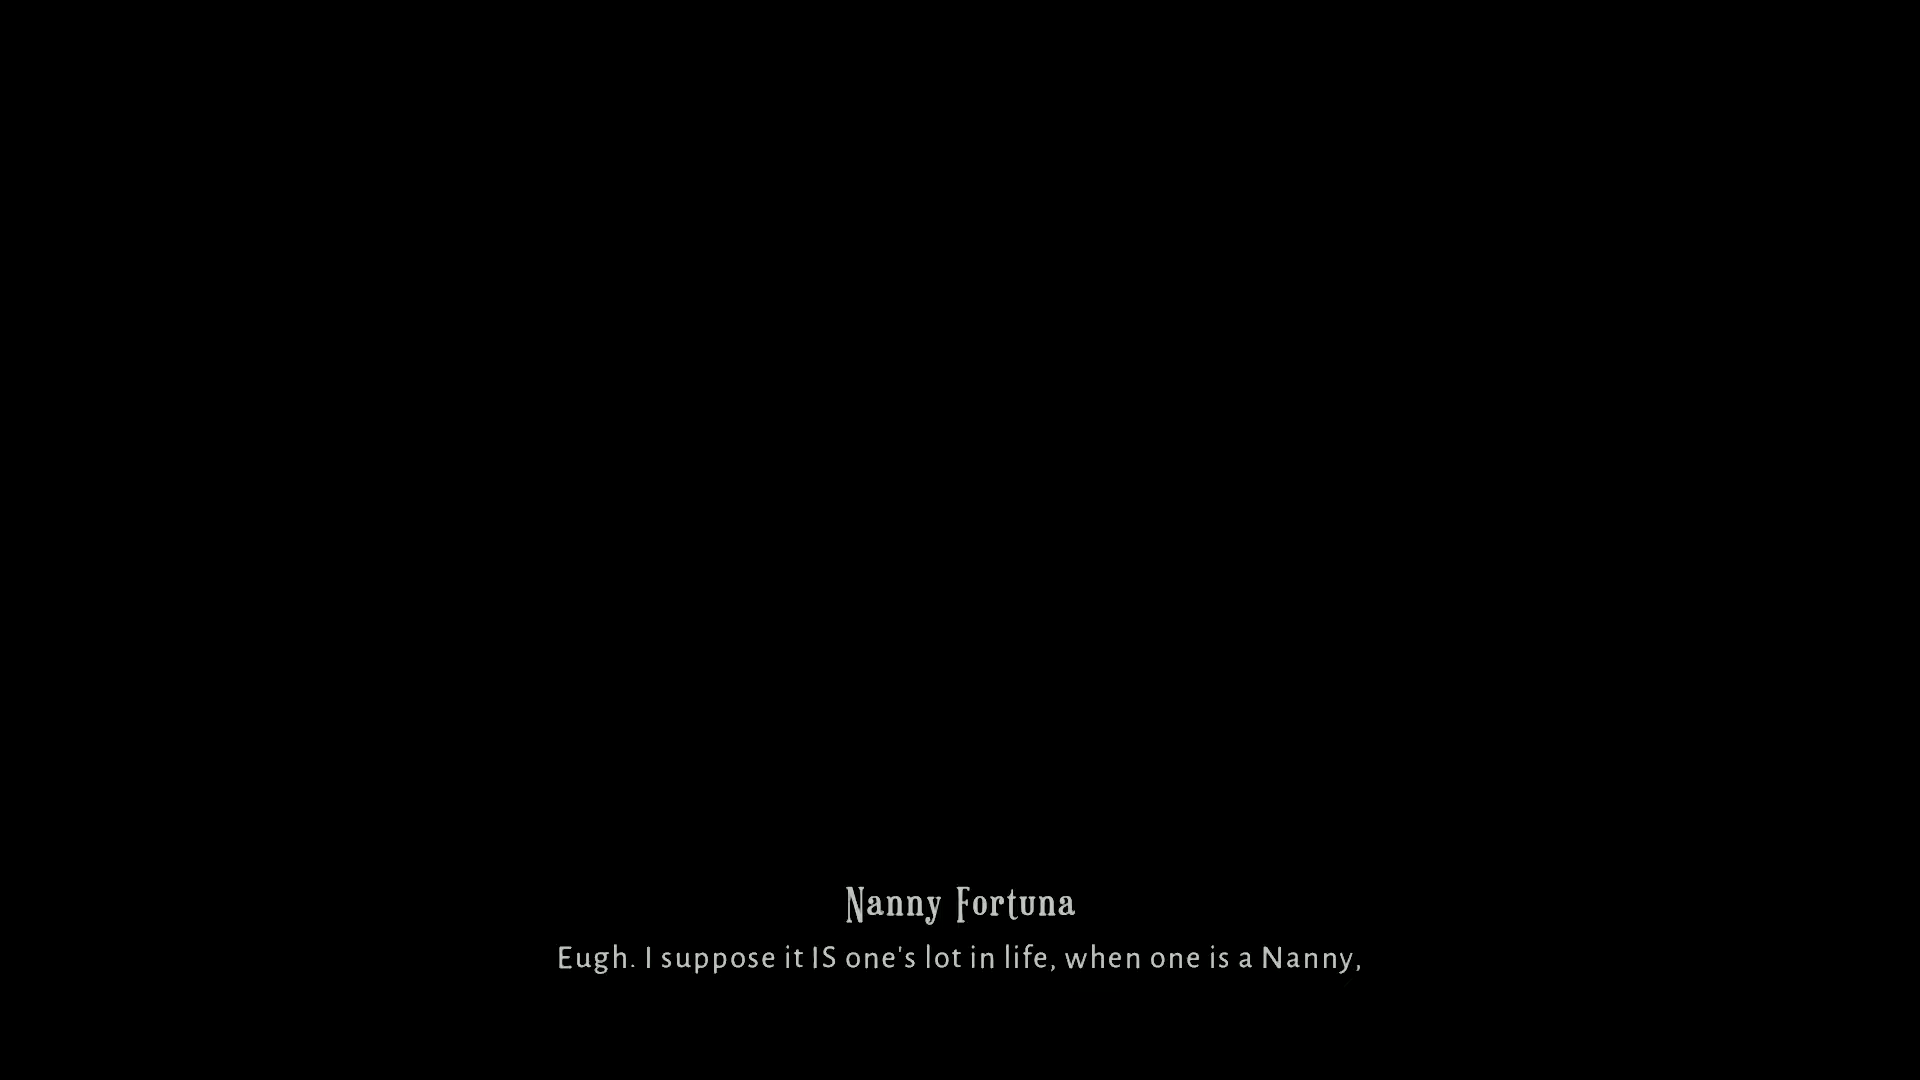 Nanny Fortuna
Eugh. I suppose it IS one's lot in life, when one is a Nanny,